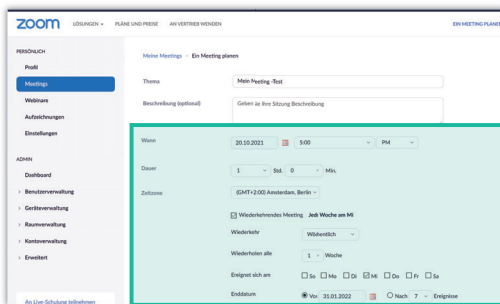 zoom LÖSUNGEN PLÄNE UND PREISE AN VERTRIEB WENDEN EIN MEETING PLANEN
PERSÖNLICH
Profil
Meetings
Webinare
Aufzeichnungen
Einstellungen
ADMIN
Dashboard
Benutzerverwaltung
Geräteverwaltung
Raumverwaltung
Kontoverwaltung
Erweitert
An Live-Schulung teilnehmen
Meine Meetings > Ein Meeting planen
Thema Mein Meeting -Test
Beschreibung (optional) Geben Sie Ihre Sitzung Beschreibung
Wann 20.10.2021 5:00 PM
Dauer 1 Std. 0 Min.
Zeitzone (GMT+2:00) Amsterdam, Berlin
Wiederkehrendes Meeting Jede Woche am Mi
Wiederkehr Wöhentlich
Wiederholen alle 1 Woche
Ereignet sich am So Mo Di Mi Do Fr Sa
Enddatum Vor 31.01.2022 Nach 7 Ereignisse